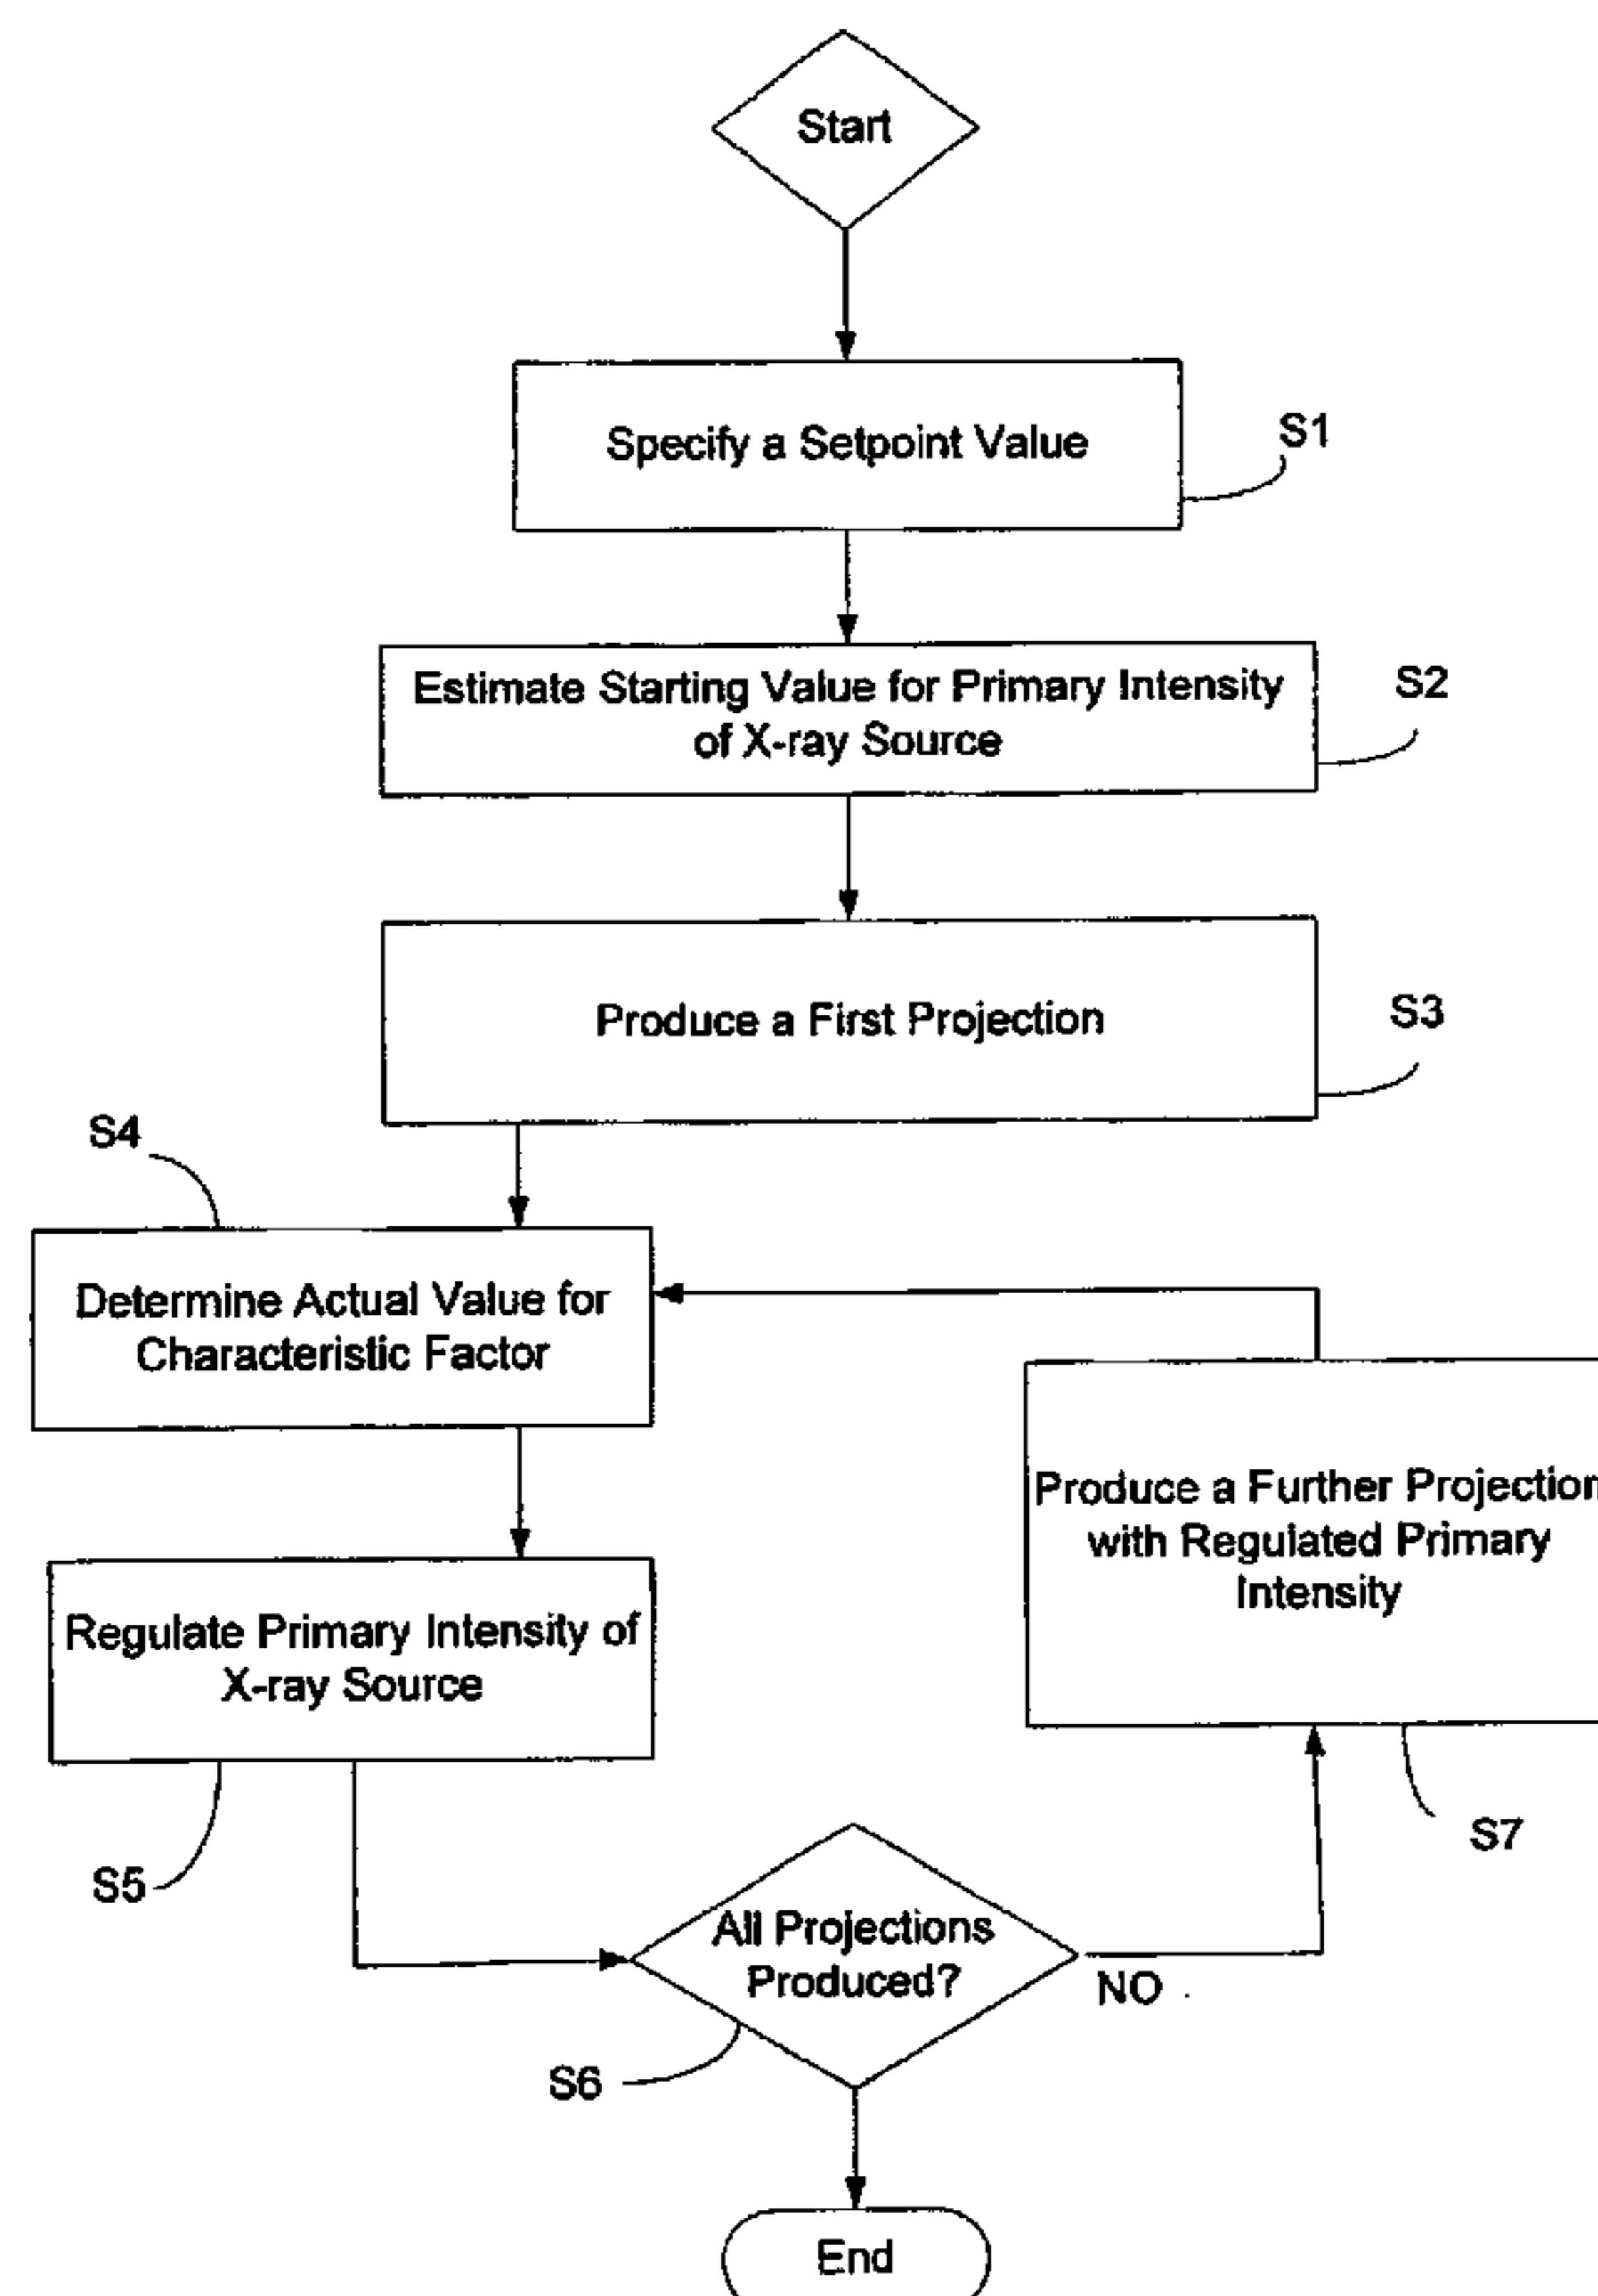 Start
Specify a Setpoint Value
S1
Estimate Starting Value for Primary Intensity
of X-ray Source
S2
Produce a First Projection
S3
S4
Determine Actual Value for
Characteristic Factor
Regulate Primary Intensity of
X-ray Source
S5
Produce a Further Projection
with Regulated Primary
Intensity
S7
All Projections
Produced?
NO
S6
End